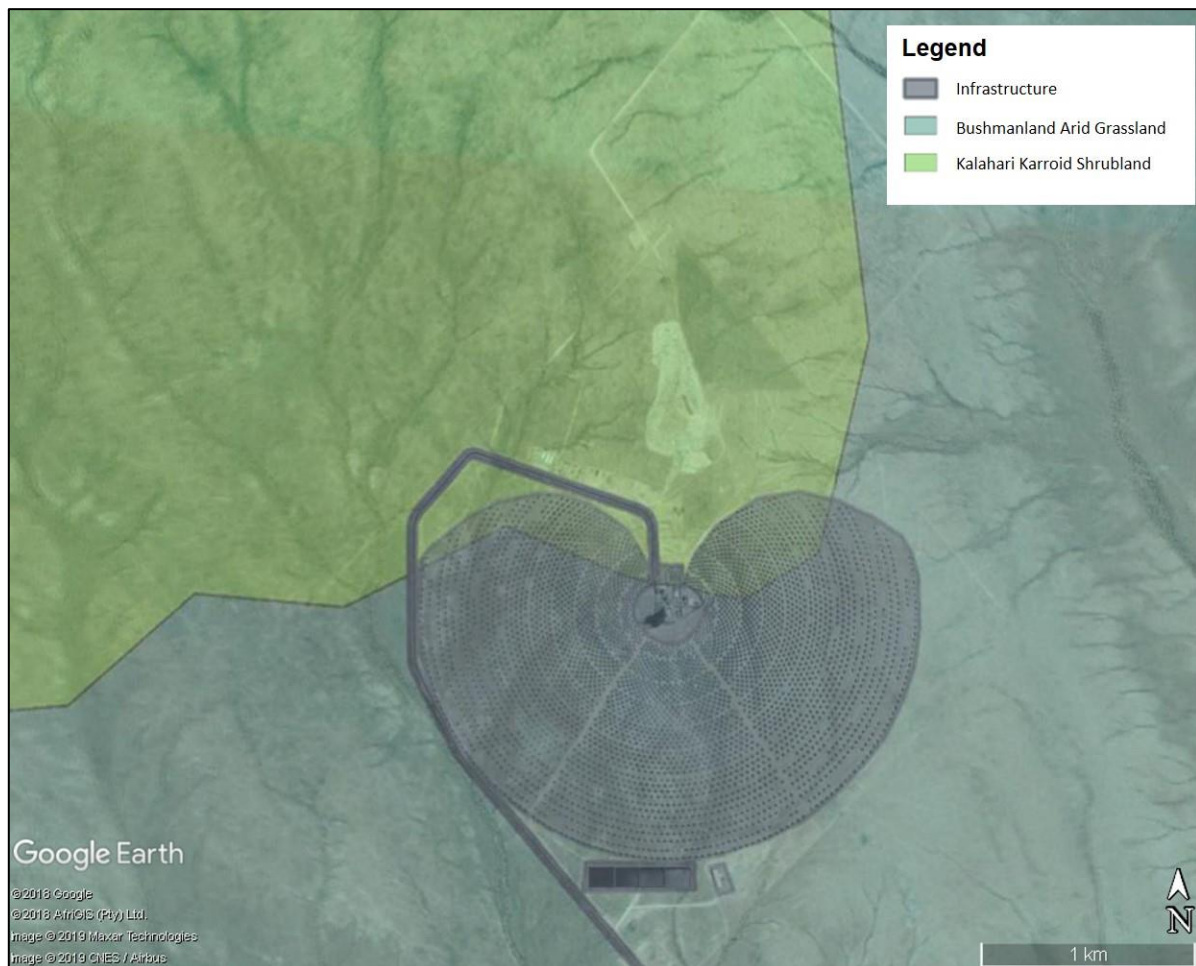 Legend
Infrastructure
Bushmanland Arid Grassland
Kalahari Karroid Shrubland
Google Earth
© 2018 Google
© 2018 AfriGIS (Pty) Ltd.
Image © 2019 Maxar Technologies
Image © 2019 CNES / Airbus
N
1 km